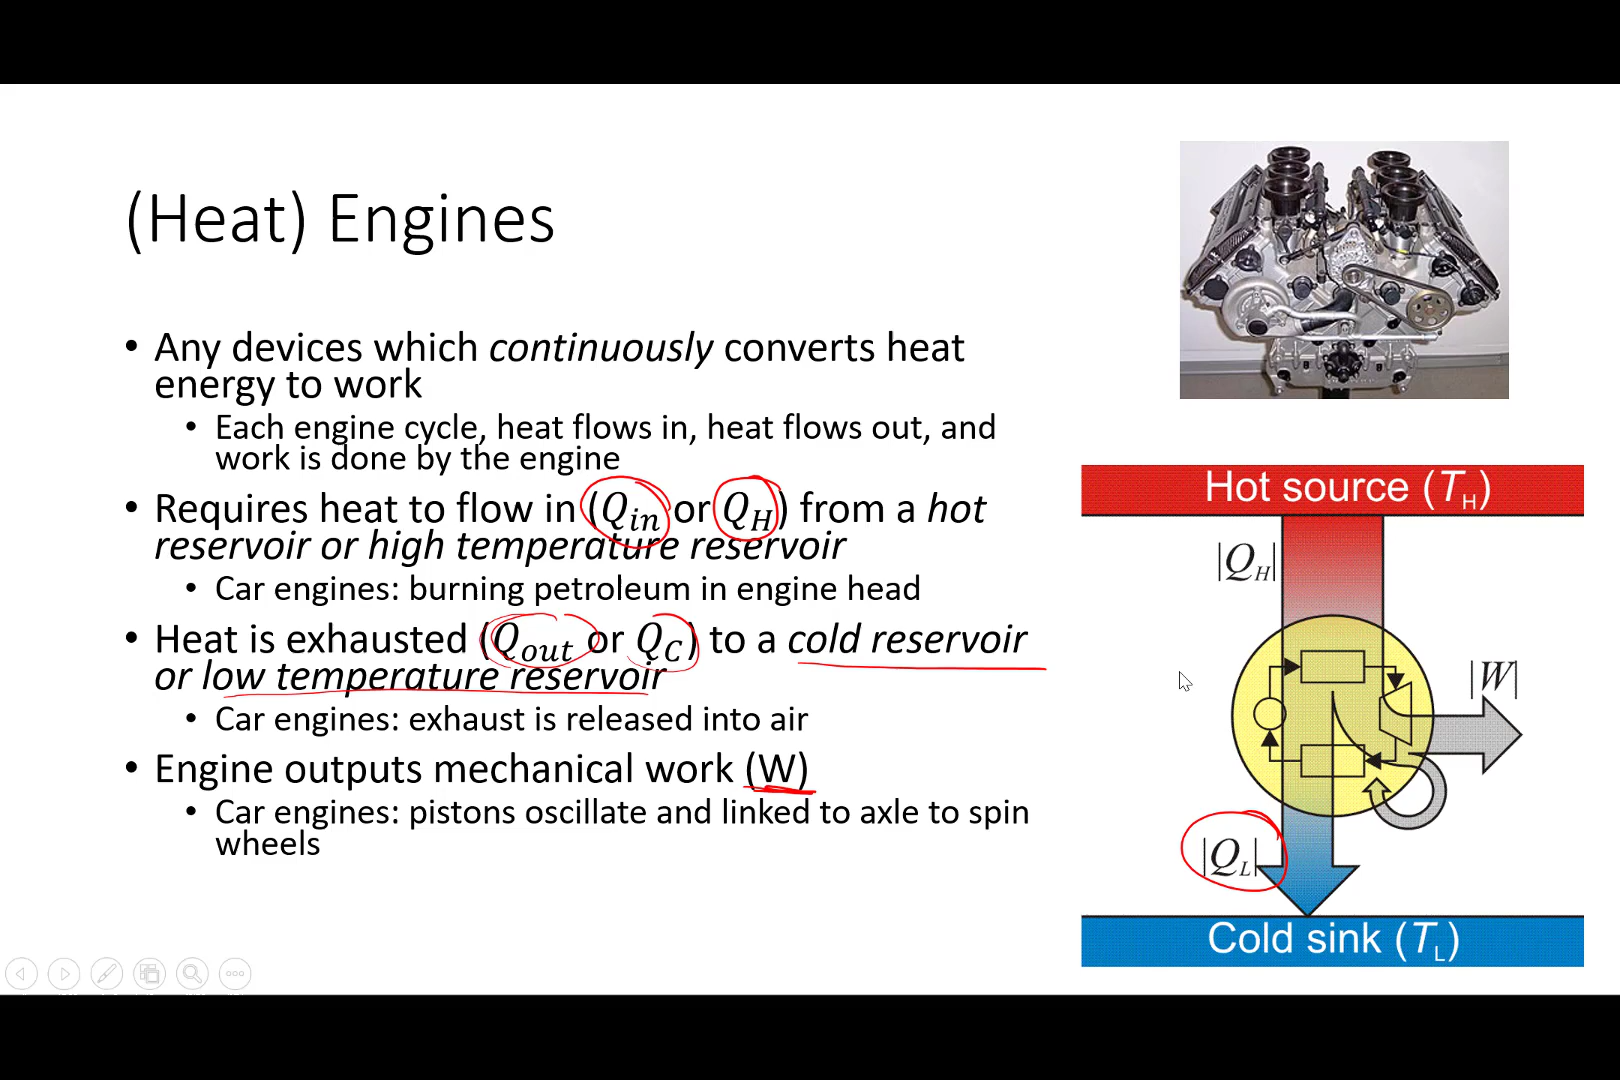 (Heat) Engines
• Any devices which continuously converts heat
energy to work
• Each engine cycle, heat flows in, heat flows out, and
work is done by the engine
• Requires heat to flow in (Q_in or Q_H) from a hot
reservoir or high temperature reservoir
• Car engines: burning petroleum in engine head
• Heat is exhausted (Q_out or Q_C) to a cold reservoir
or low temperature reservoir
• Car engines: exhaust is released into air
• Engine outputs mechanical work (W)
• Car engines: pistons oscillate and linked to axle to spin
wheels
Hot source (T_H)
|Q_H|
|W|
|Q_L|
Cold sink (T_L)